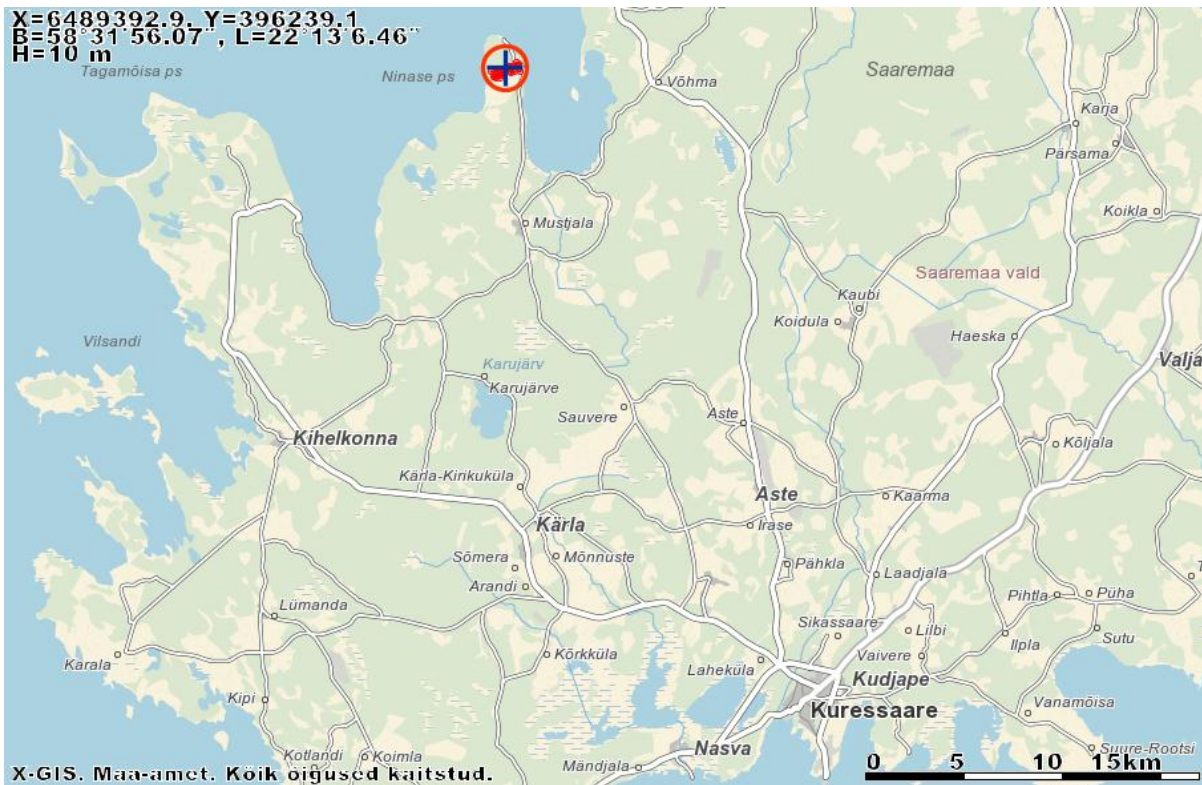 X=6489392.9, Y=396239.1
B=58°31'56.07", L=22°13'6.46"
H=10 m
Tagamõisa ps
Ninase ps
Saaremaa
Võhma
Karja
Pärsama
Koikla
Mustjala
Saaremaa vald
Kaubi
Koidula
Haeska
Valja
Vilsandi
Karujärv
Karujärve
Sauvere
Aste
Kihelkonna
Kõljala
Kärla-Kirikuküla
Aste
Kaarma
Kärla
Irase
Sõmera
Mõnnuste
Pähkla
Laadjala
Arandi
Pihtla
Püha
T
Lümanda
Sikassaare
Lilbi
Ilpla
Sutu
Karala
Kõrkküla
Laheküla
Vaivere
Kudjape
Kipi
Kuressaare
Vanamõisa
Kotlandi
Koimla
Nasva
Suure-Rootsi
Mändjala
X-GIS. Maa-amet. Kõik õigused kaitstud.
0 5 10 15km